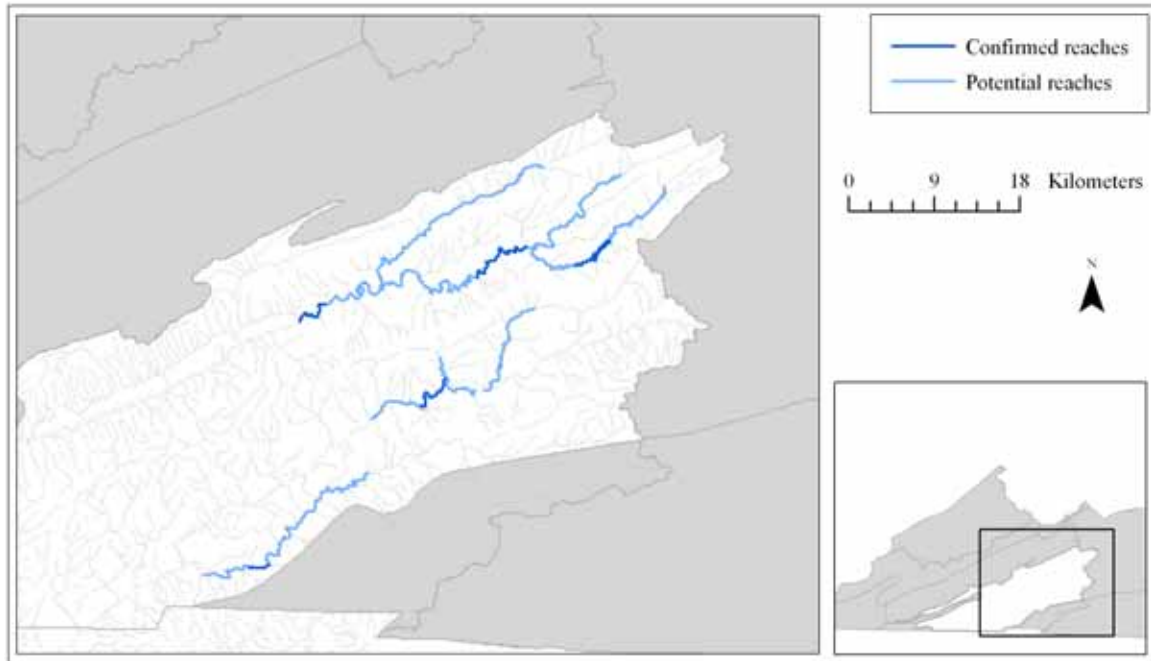 Confirmed reaches
Potential reaches
0 9 18 Kilometers
N